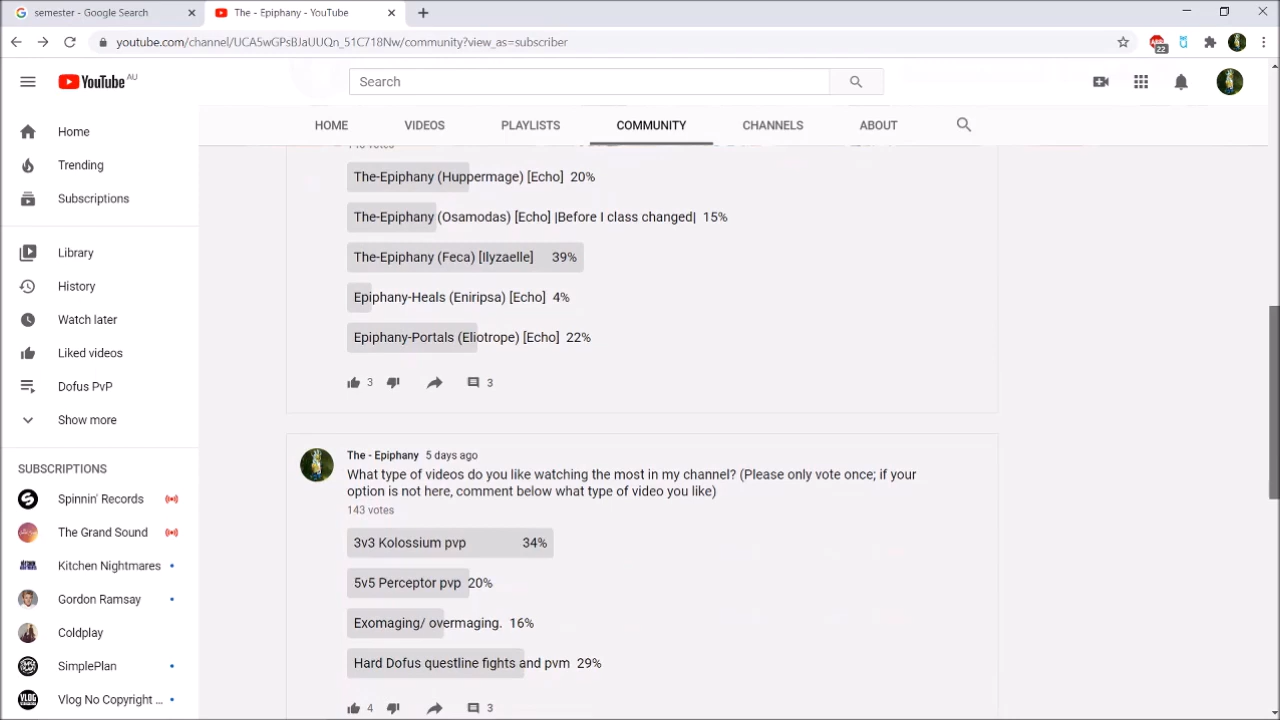 semester - Google Search
The - Epiphany - YouTube
youtube.com/channel/UCA5wGPsBJaUUQn_51C718Nw/community?view_as=subscriber
22
YouTube AU
Search
HOME VIDEOS PLAYLISTS COMMUNITY CHANNELS ABOUT
Home
Trending
Subscriptions
Library
History
Watch later
Liked videos
Dofus PvP
Show more
SUBSCRIPTIONS
Spinnin' Records
The Grand Sound
Kitchen Nightmares
Gordon Ramsay
Coldplay
SimplePlan
Vlog No Copyright ...
The-Epiphany (Huppermage) [Echo] 20%
The-Epiphany (Osamodas) [Echo] |Before I class changed| 15%
The-Epiphany (Feca) [Ilyzaelle] 39%
Epiphany-Heals (Eniripsa) [Echo] 4%
Epiphany-Portals (Eliotrope) [Echo] 22%
3 3
The - Epiphany 5 days ago
What type of videos do you like watching the most in my channel? (Please only vote once; if your
option is not here, comment below what type of video you like)
143 votes
3v3 Kolossium pvp 34%
5v5 Perceptor pvp 20%
Exomaging/ overmaging. 16%
Hard Dofus questline fights and pvm 29%
4 3